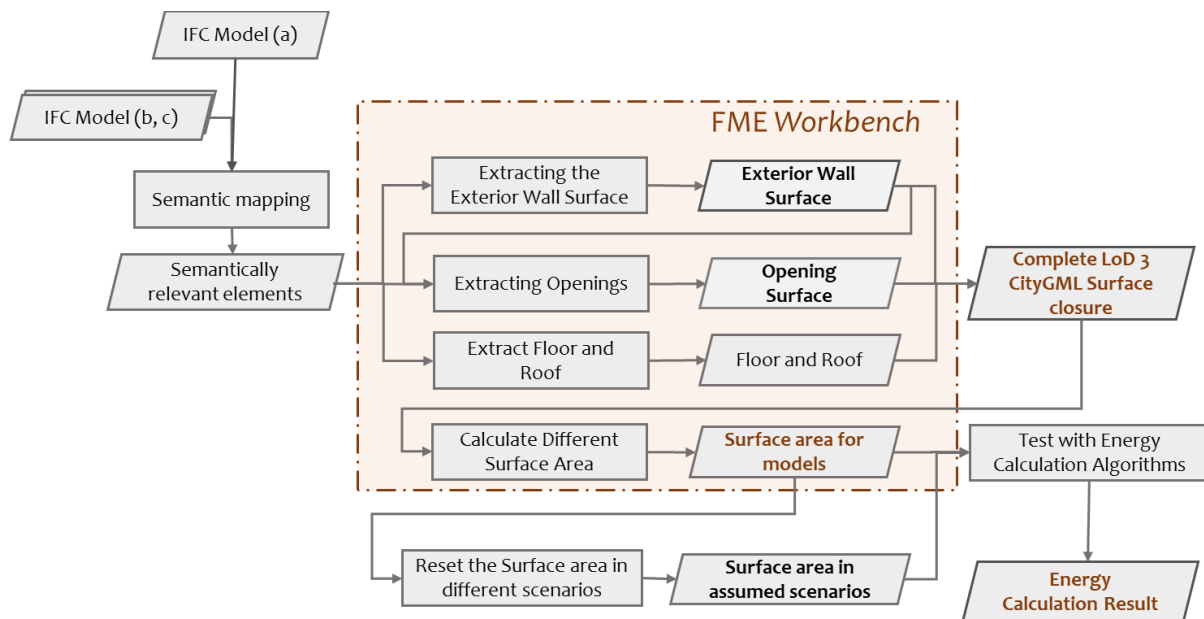 IFC Model (a)
IFC Model (b, c)
Semantic mapping
Semantically
relevant elements
FME Workbench
Extracting the
Exterior Wall Surface
Exterior Wall
Surface
Extracting Openings
Opening
Surface
Extract Floor and
Roof
Floor and Roof
Complete LoD 3
CityGML Surface
closure
Calculate Different
Surface Area
Surface area for
models
Test with Energy
Calculation Algorithms
Reset the Surface area in
different scenarios
Surface area in
assumed scenarios
Energy
Calculation Result